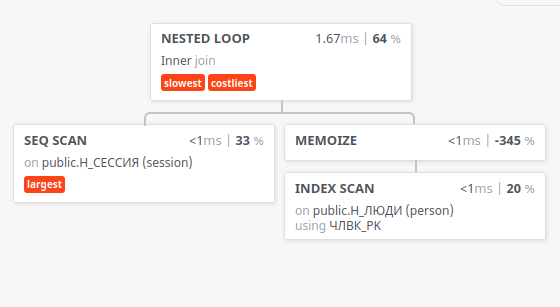 NESTED LOOP 1.67ms | 64 %
Inner join
slowest costliest
SEQ SCAN <1ms | 33 %
on public.Н_СЕССИЯ (session)
largest
MEMOIZE <1ms | -345 %
INDEX SCAN <1ms | 20 %
on public.Н_ЛЮДИ (person)
using ЧЛВК_PK